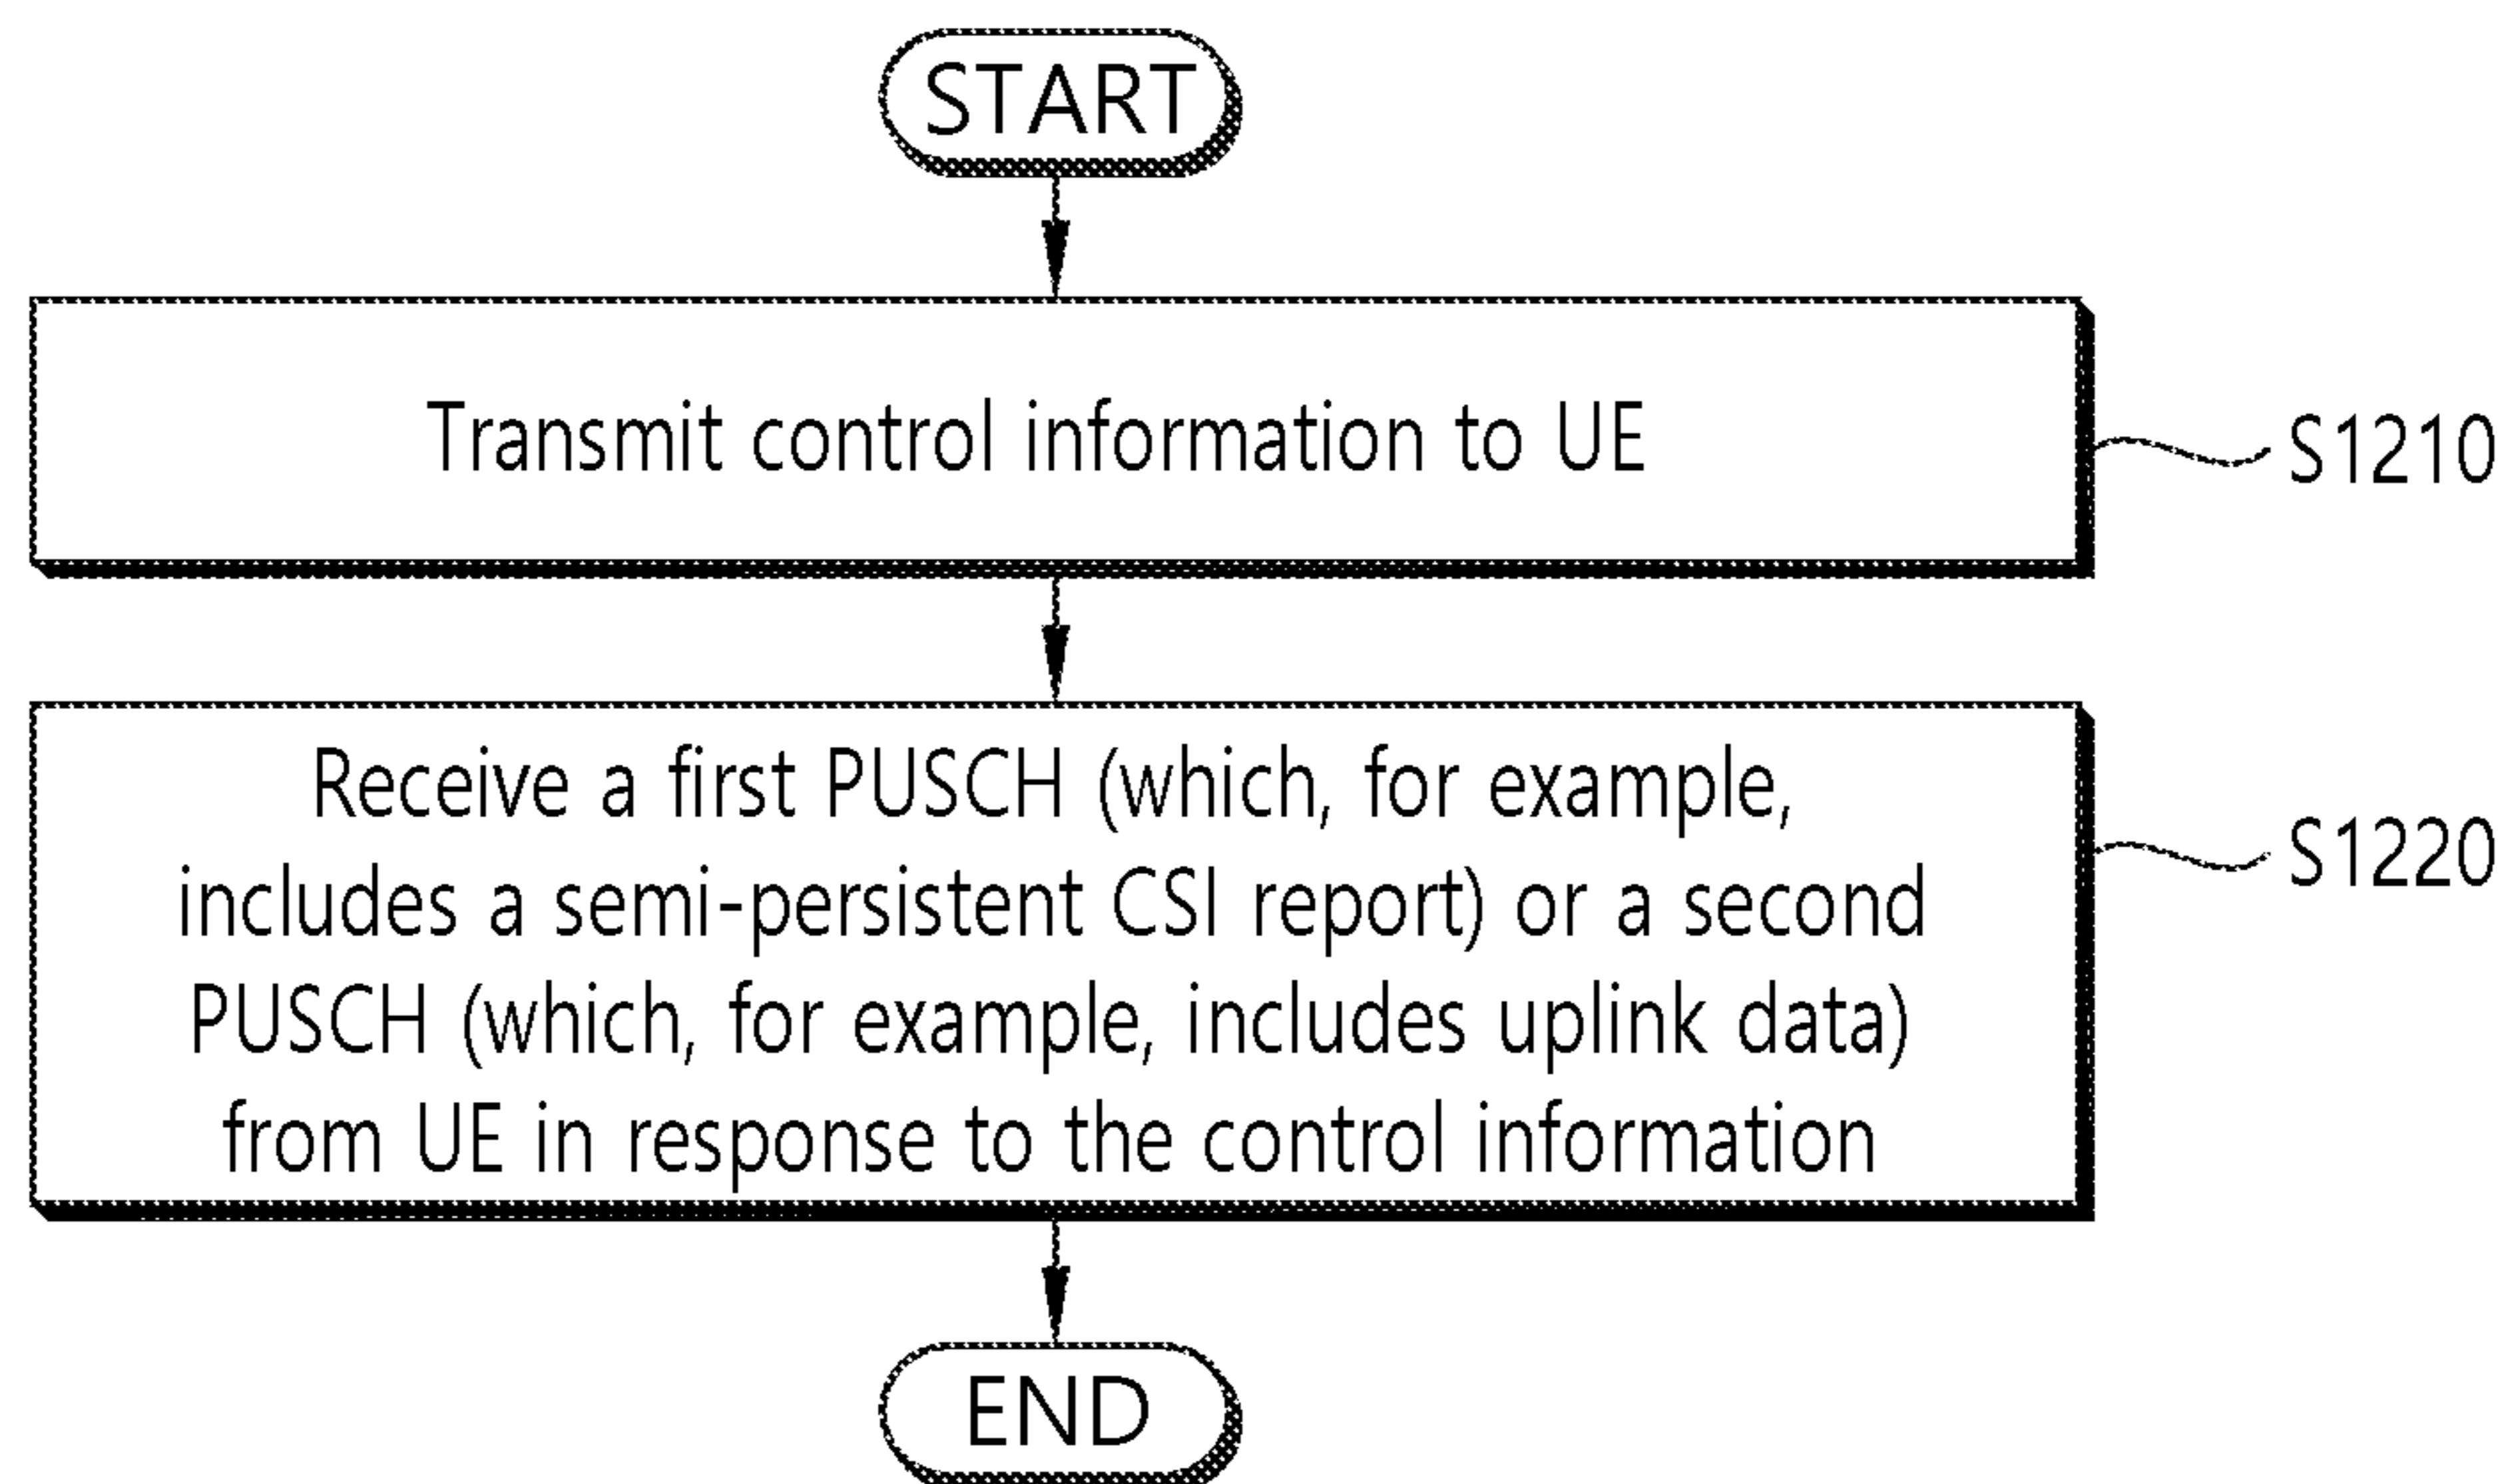 START
Transmit control information to UE
S1210
Receive a first PUSCH (which, for example,
includes a semi-persistent CSI report) or a second
PUSCH (which, for example, includes uplink data)
from UE in response to the control information
S1220
END